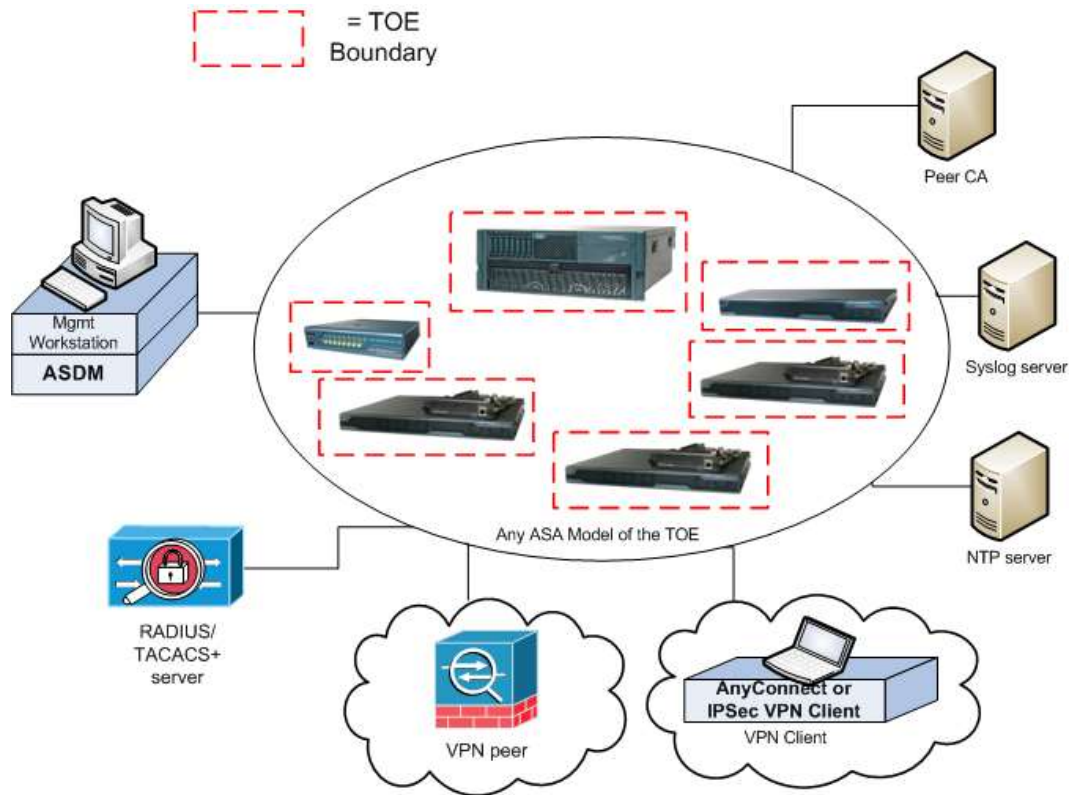 = TOE
Boundary
Peer CA
Mgmt
Workstation
ASDM
Syslog server
Any ASA Model of the TOE
NTP server
RADIUS/
TACACS+
server
VPN peer
AnyConnect or
IPSec VPN Client
VPN Client